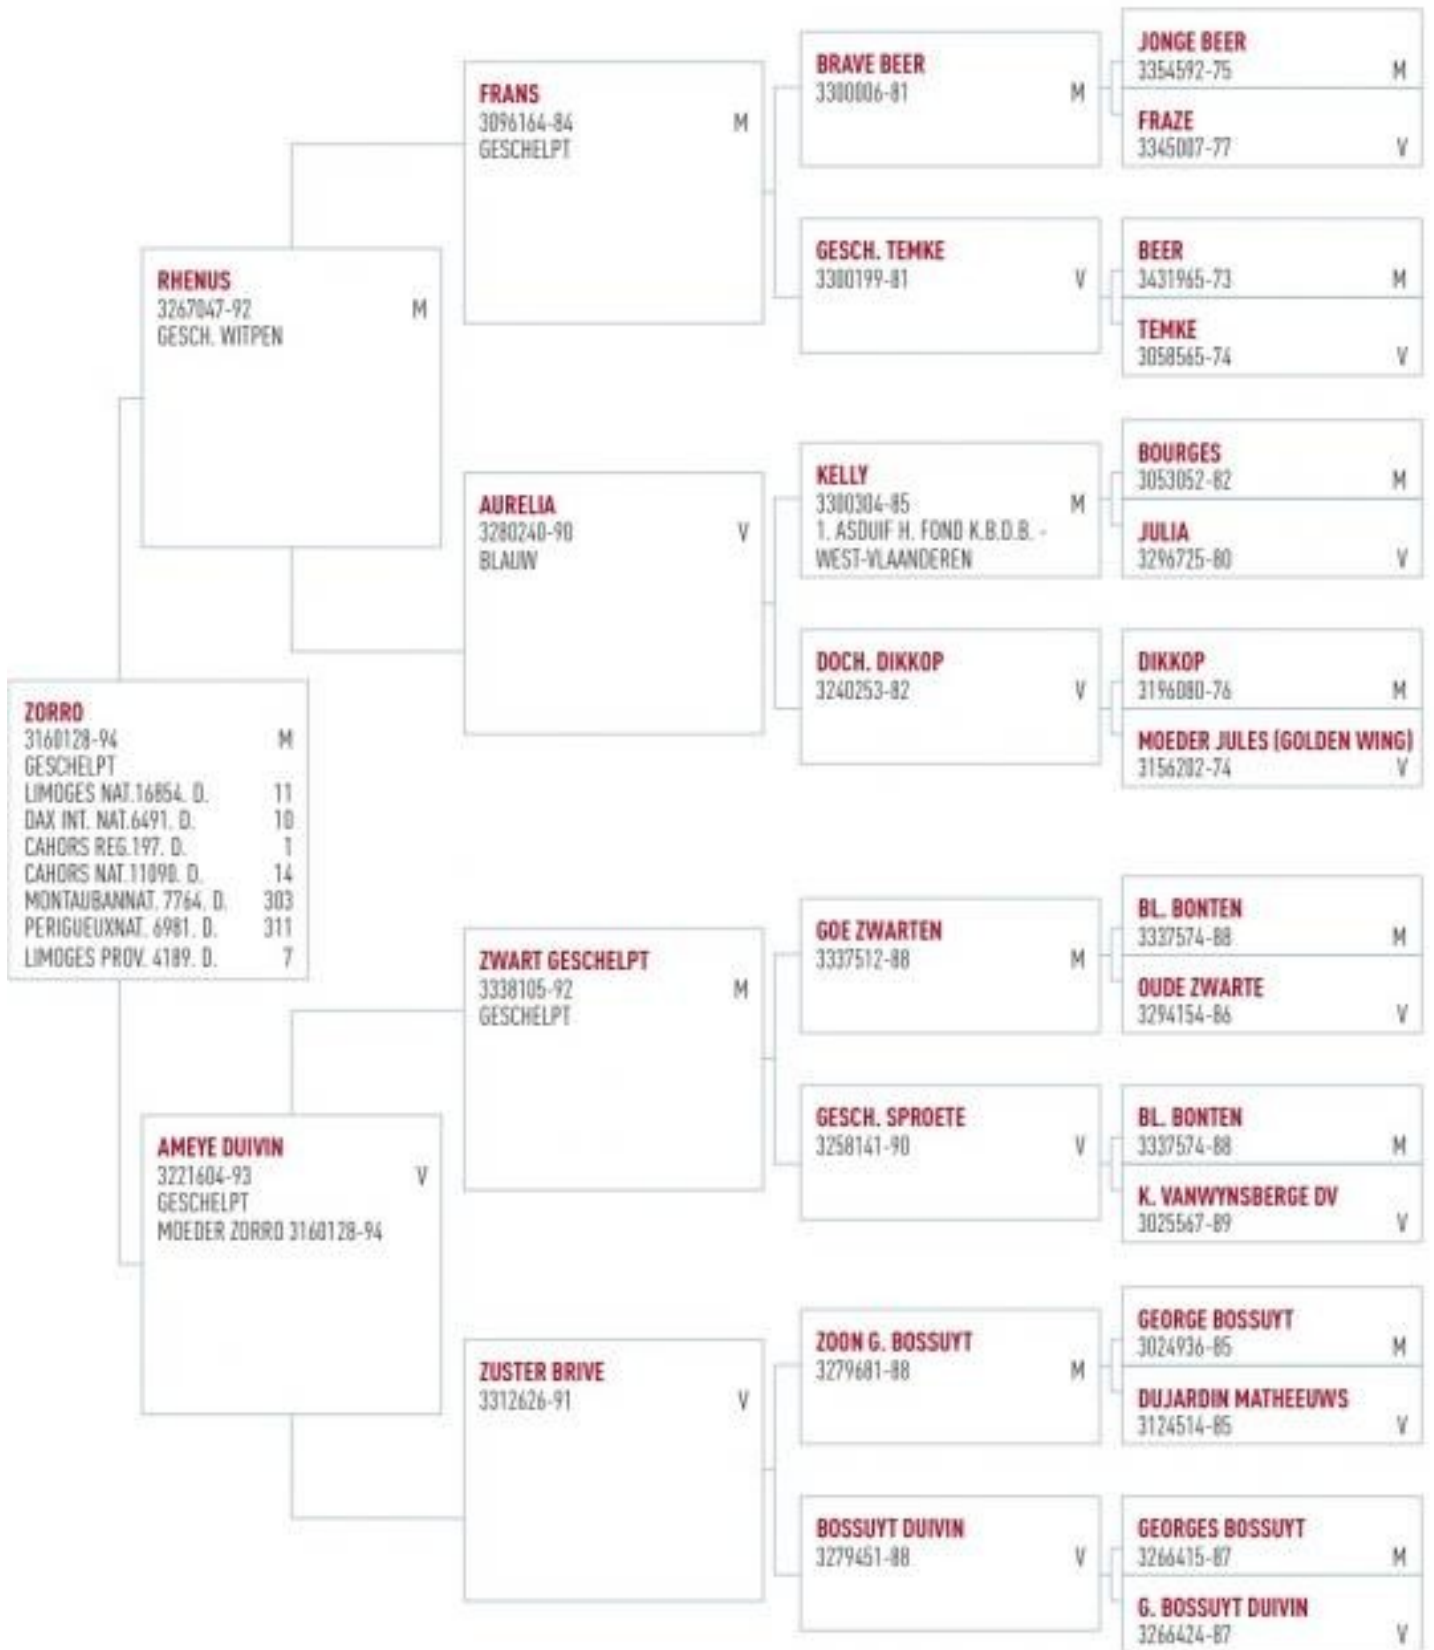 ZORRO
3160128-94 M
GESCHELPT
LIMOGES NAT.16854. D. 11
DAX INT. NAT.6491. D. 10
CAHORS REG.197. D. 1
CAHORS NAT.11090. D. 14
MONTAUBANNAT. 7764. D. 303
PERIGUEUXNAT. 6981. D. 311
LIMOGES PROV. 4189. D. 7
RHENUS
3267047-92 M
GESCH. WITPEN
AMEYE DUIVIN
3221604-93 V
GESCHELPT
MOEDER ZORRO 3160128-94
FRANS
3096164-84 M
GESCHELPT
AURELIA
3280240-90 V
BLAUW
ZWART GESCHELPT
3338105-92 M
GESCHELPT
ZUSTER BRIVE
3312626-91 V
BRAVE BEER
3300006-81 M
GESCH. TEMKE
3300199-81 V
KELLY
3300304-85 M
1. ASDUIF H. FOND K.B.D.B. -
WEST-VLAANDEREN
DOCH. DIKKOP
3240253-82 V
GOE ZWARTEN
3337512-88 M
GESCH. SPROETE
3258141-90 V
ZOON G. BOSSUYT
3279681-88 M
BOSSUYT DUIVIN
3279451-88 V
JONGE BEER
3354592-75 M
FRAZE
3345007-77 V
BEER
3431965-73 M
TEMKE
3058565-74 V
BOURGES
3053052-82 M
JULIA
3296725-80 V
DIKKOP
3196080-76 M
MOEDER JULES (GOLDEN WING)
3156202-74 V
BL. BONTEN
3337574-88 M
OUDE ZWARTE
3294154-86 V
BL. BONTEN
3337574-88 M
K. VANWYNSBERGE DV
3025567-89 V
GEORGE BOSSUYT
3024936-85 M
DUJARDIN MATHEEUWS
3124514-85 V
GEORGES BOSSUYT
3266415-87 M
G. BOSSUYT DUIVIN
3266424-87 V